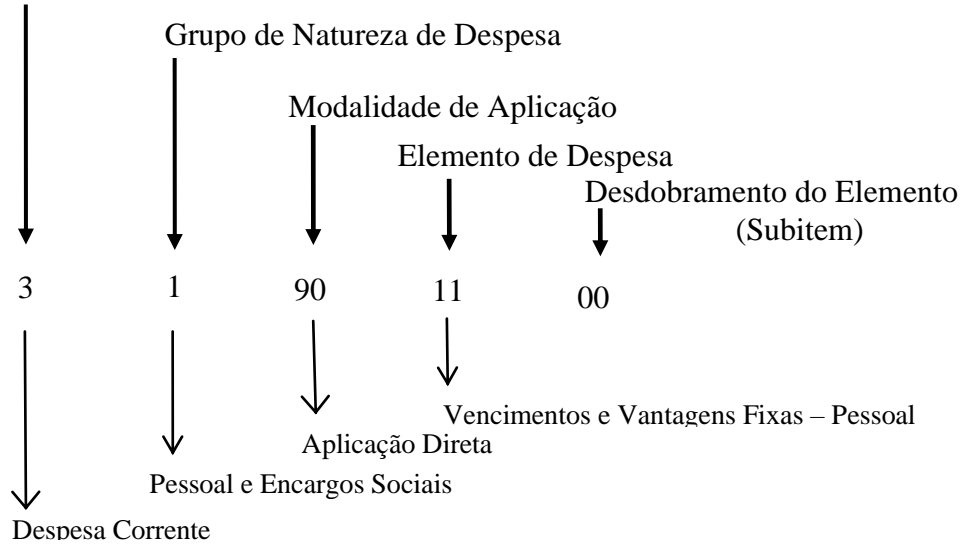 Grupo de Natureza de Despesa
Modalidade de Aplicação
Elemento de Despesa
Desdobramento do Elemento
(Subitem)
3 1 90 11 00
Vencimentos e Vantagens Fixas – Pessoal
Aplicação Direta
Pessoal e Encargos Sociais
Despesa Corrente